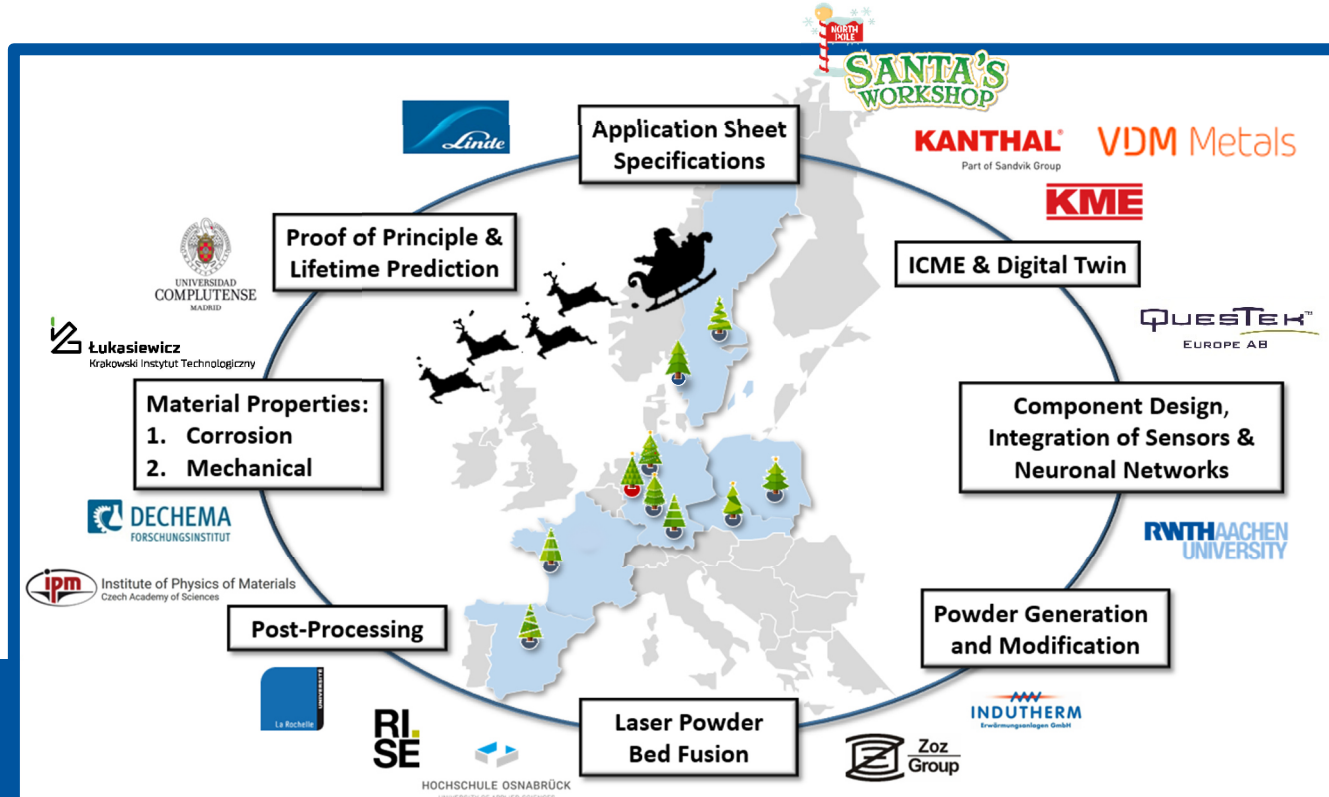 NORTH
POLE
SANTA'S
WORKSHOP
Linde
Application Sheet
Specifications
KANTHAL®
Part of Sandvik Group
VDM Metals
KME
Proof of Principle &
Lifetime Prediction
UNIVERSIDAD
COMPLUTENSE
MADRID
ICME & Digital Twin
QUESTEK™
EUROPE AB
Łukasiewicz
Krakowski Instytut Technologiczny
Material Properties:
1. Corrosion
2. Mechanical
Component Design,
Integration of Sensors &
Neuronal Networks
DECHEMA
FORSCHUNGSINSTITUT
RWTHAACHEN
UNIVERSITY
ipm
Institute of Physics of Materials
Czech Academy of Sciences
Post-Processing
Powder Generation
and Modification
La Rochelle
UNIVERSITÉ
RI.
SE
HOCHSCHULE OSNABRÜCK
Laser Powder
Bed Fusion
INDUTHERM
Erwärmungsanlagen GmbH
Zoz
Group